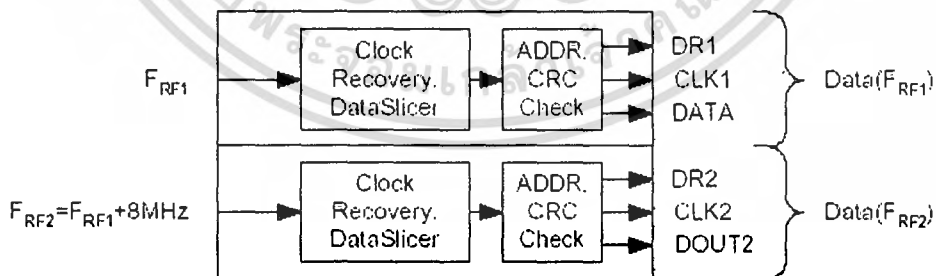 F_RF1
Clock
Recovery.
DataSlicer
ADDR.
CRC
Check
DR1
CLK1
DATA
Data(F_RF1)
F_RF2=F_RF1+8MHz
Clock
Recovery.
DataSlicer
ADDR.
CRC
Check
DR2
CLK2
DOUT2
Data(F_RF2)